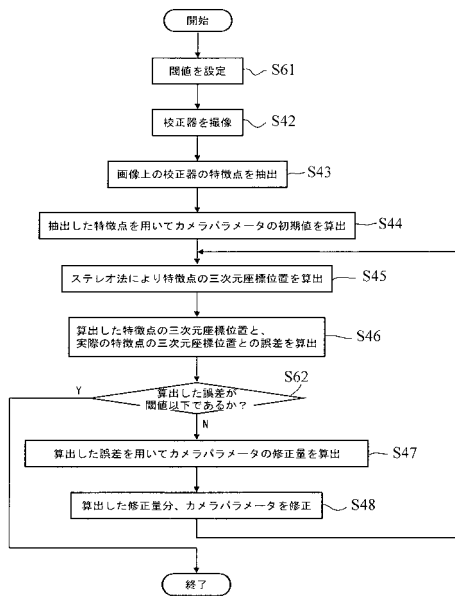 開始
閾値を設定
S61
校正器を撮像
S42
画像上の校正器の特徴点を抽出
S43
抽出した特徴点を用いてカメラパラメータの初期値を算出
S44
ステレオ法により特徴点の三次元座標位置を算出
S45
算出した特徴点の三次元座標位置と、
実際の特徴点の三次元座標位置との誤差を算出
S46
S62
Y
算出した誤差が
閾値以下であるか？
N
算出した誤差を用いてカメラパラメータの修正量を算出
S47
算出した修正量分、カメラパラメータを修正
S48
終了